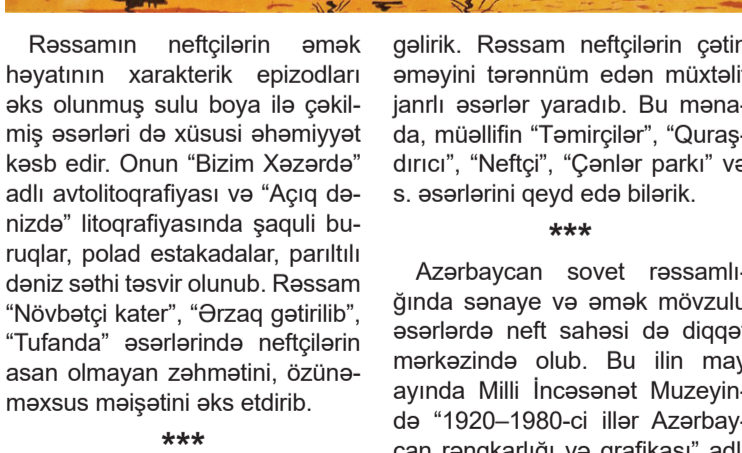 Rəssamın neftçilərin əmək
həyatının xarakterik epizodları
əks olunmuş sulu boya ilə çəkil-
miş əsərləri də xüsusi əhəmiyyət
kəsb edir. Onun “Bizim Xəzərdə”
adlı avtolitoqrafiyası və “Açıq də-
nizdə” litoqrafiyasında şaquli bu-
ruqlar, polad estakadalar, parıltılı
dəniz səthi təsvir olunub. Rəssam
“Növbətçi kater”, “Ərzaq gətirilib”,
“Tufanda” əsərlərində neftçilərin
asan olmayan zəhmətini, özünə-
məxsus məişətini əks etdirib.
***
gəlirik. Rəssam neftçilərin çətin
əməyini tərənnüm edən müxtəlif
janrlı əsərlər yaradıb. Bu məna-
da, müəllifin “Təmirçilər”, “Quraş-
dırıcı”, “Neftçi”, “Çənlər parkı” və
s. əsərlərini qeyd edə bilərik.
***
Azərbaycan sovet rəssamlı-
ğında sənaye və əmək mövzulu
əsərlərdə neft sahəsi də diqqət
mərkəzində olub. Bu ilin may
ayında Milli İncəsənət Muzeyin-
də “1920–1980-ci illər Azərbay-
can rəngkarlığı və qrafikası” adlı